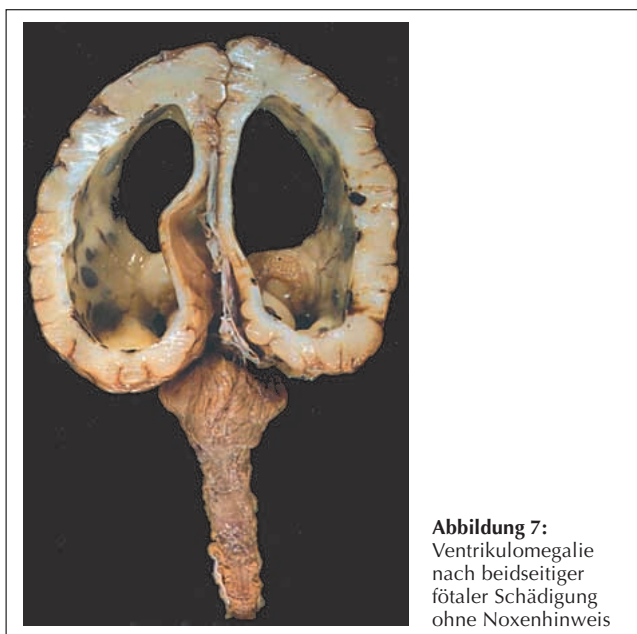 Abbildung 7:
Ventrikulomegalie
nach beidseitiger
fötaler Schädigung
ohne Noxenhinweis